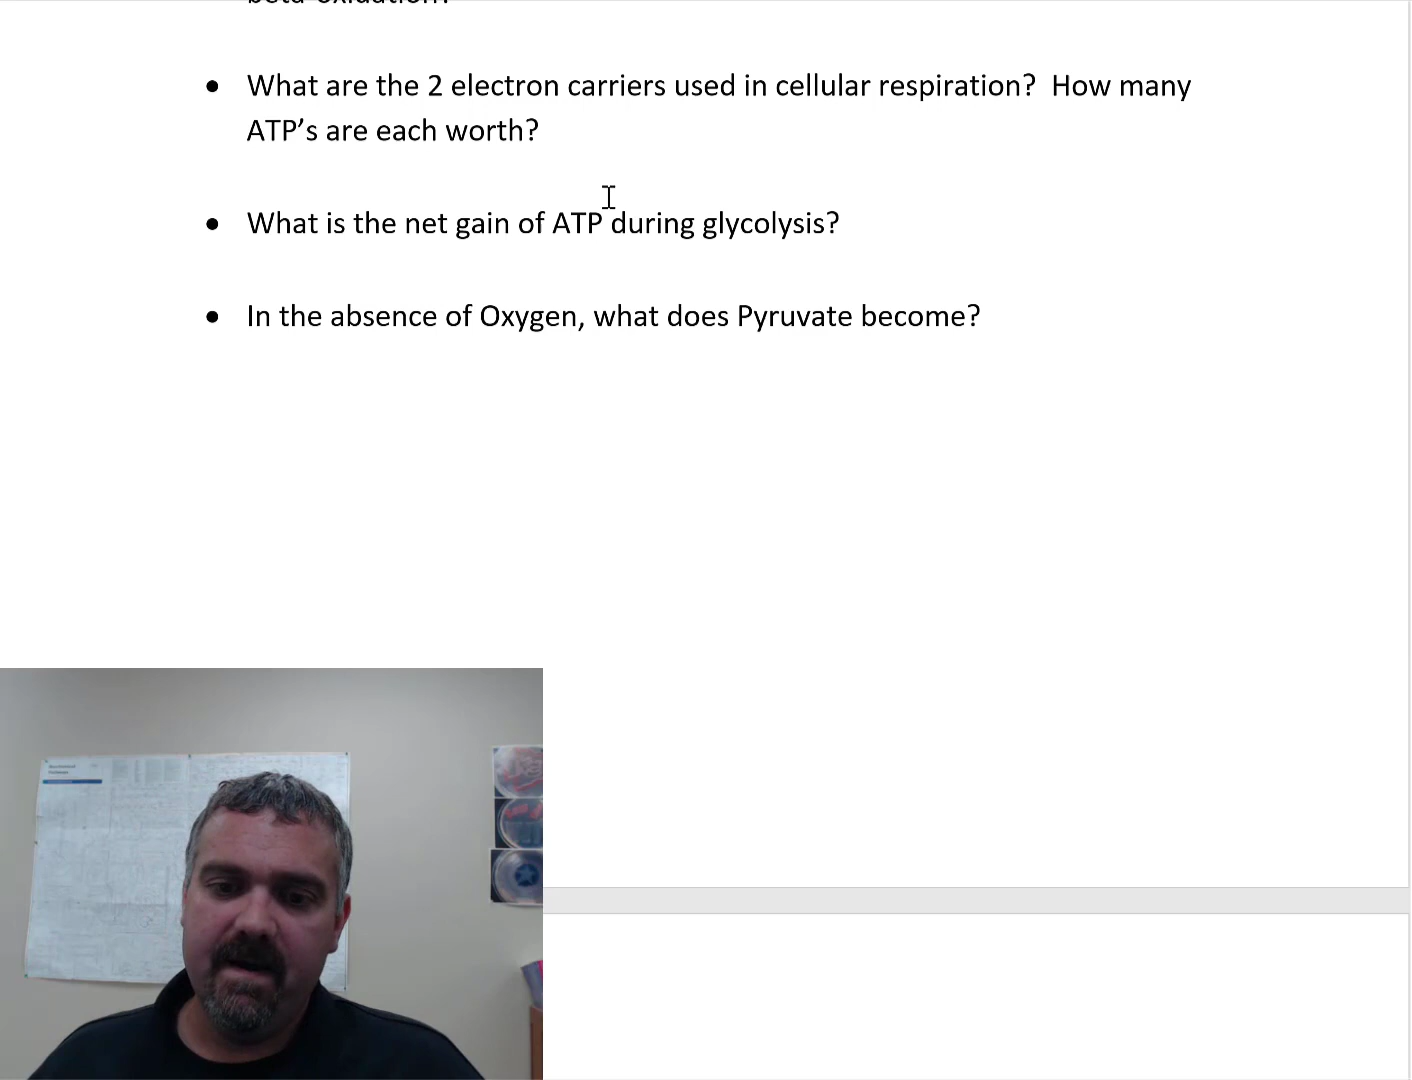 What are the 2 electron carriers used in cellular respiration?  How many
ATP’s are each worth?
What is the net gain of ATP during glycolysis?
In the absence of Oxygen, what does Pyruvate become?